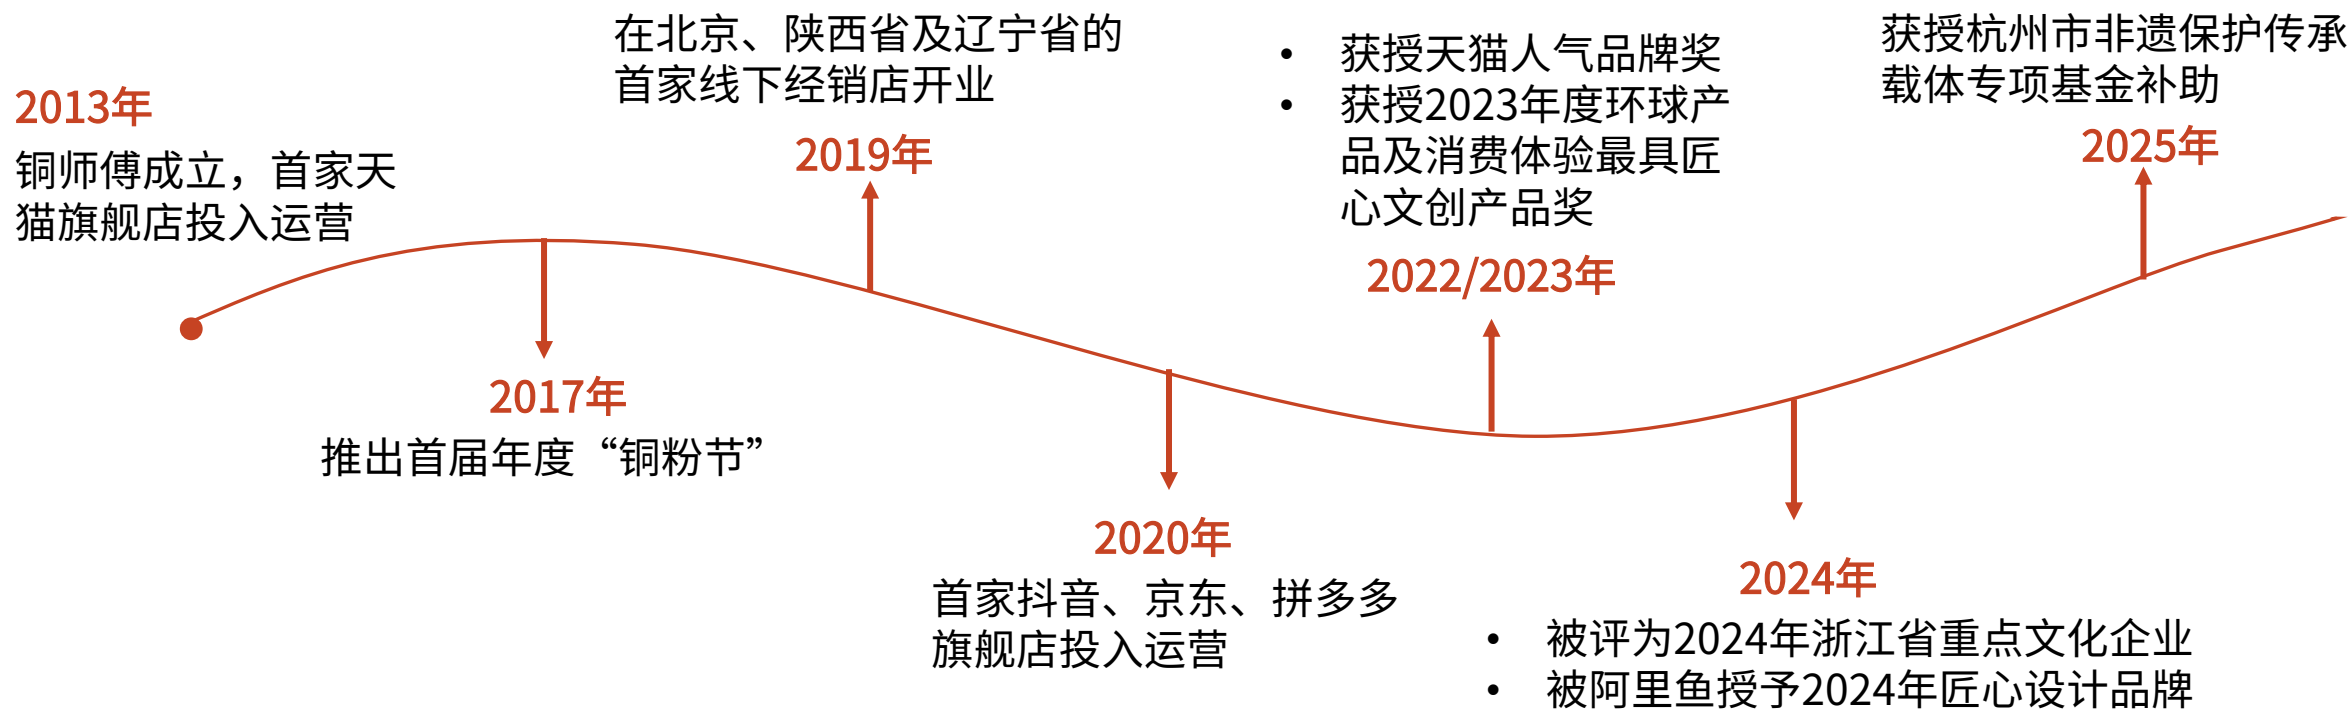 2013年
铜师傅成立，首家天
猫旗舰店投入运营
2017年
推出首届年度“铜粉节”
在北京、陕西省及辽宁省的
首家线下经销店开业
2019年
2020年
首家抖音、京东、拼多多
旗舰店投入运营
• 获授天猫人气品牌奖
• 获授2023年度环球产
品及消费体验最具匠
心文创产品奖
2022/2023年
2024年
• 被评为2024年浙江省重点文化企业
• 被阿里鱼授予2024年匠心设计品牌
获授杭州市非遗保护传承
载体专项基金补助
2025年